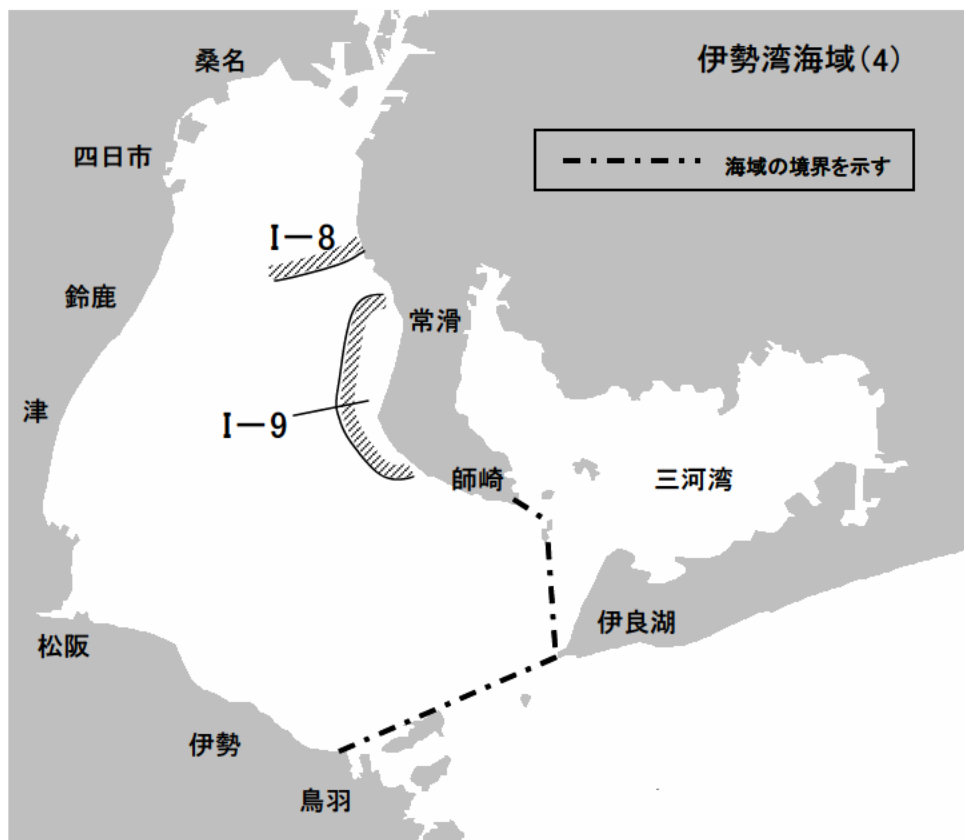 桑名
伊勢湾海域(4)
四日市
海域の境界を示す
I-8
鈴鹿
常滑
津
I-9
師崎
三河湾
伊良湖
松阪
伊勢
鳥羽